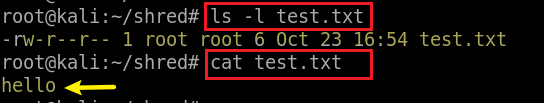 root@kali:~/shred# ls -l test.txt
-rw-r--r-- 1 root root 6 Oct 23 16:54 test.txt
root@kali:~/shred# cat test.txt
hello